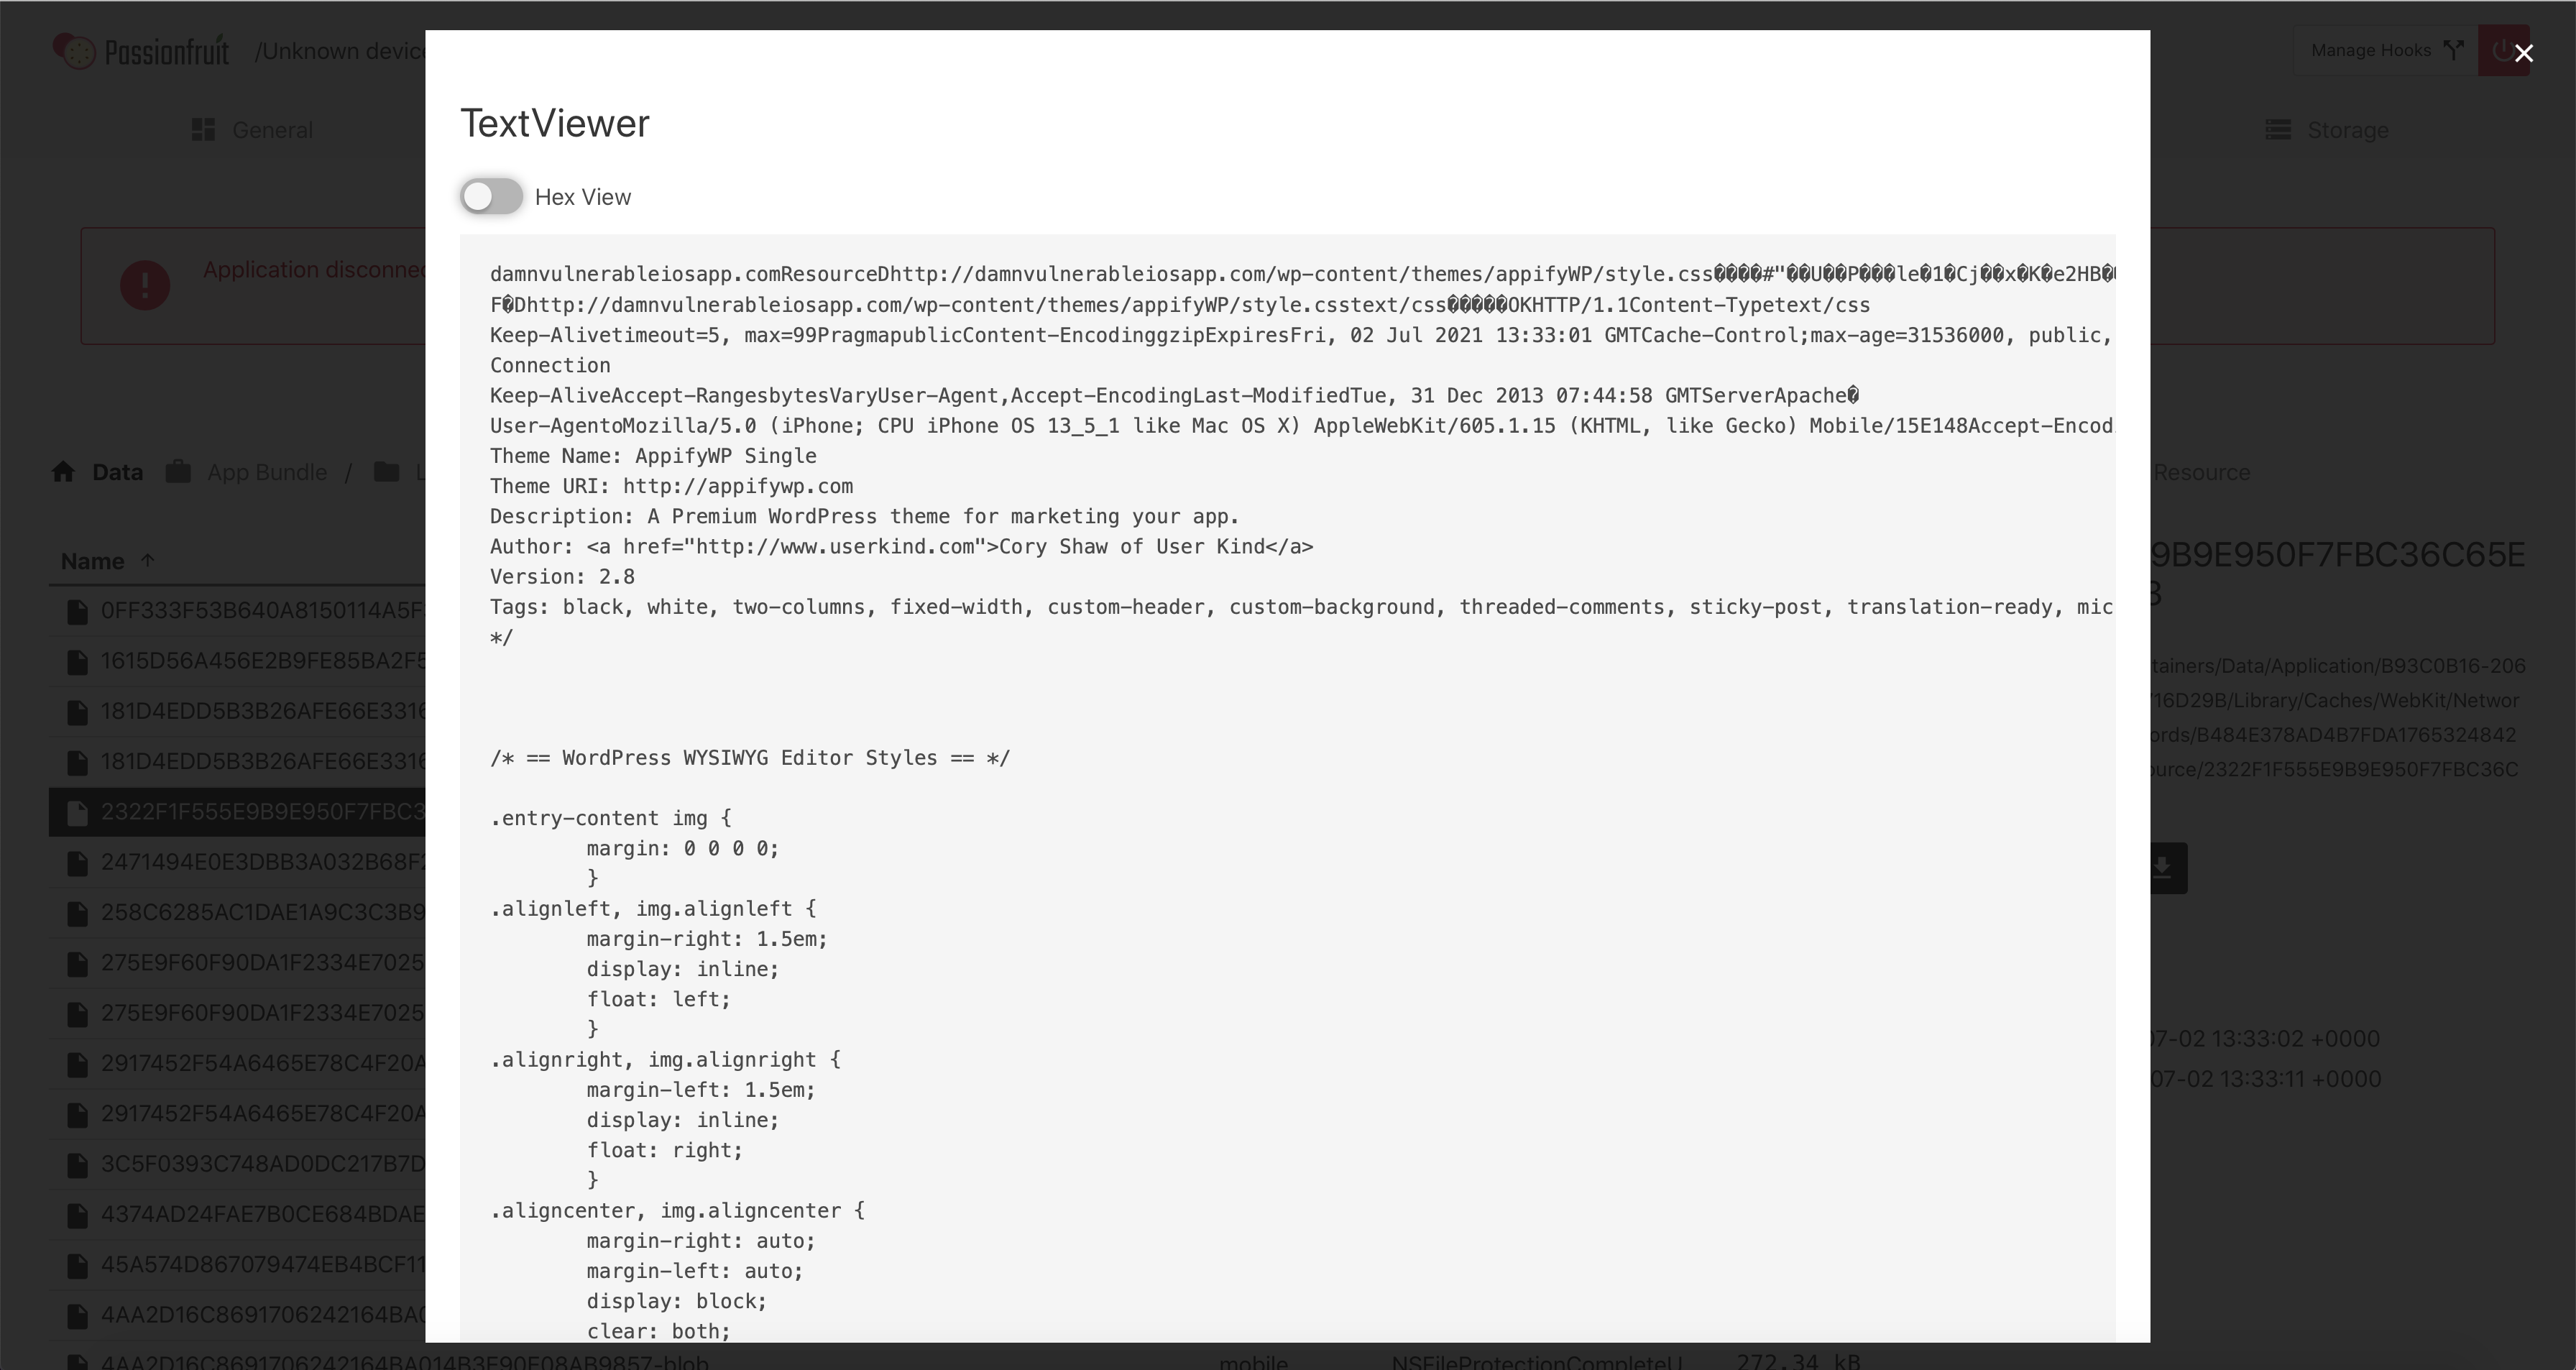 Passionfruit /Unknown device
Manage Hooks
General
Storage
Application disconnec
Data App Bundle / L
Resource
Name ↑
0FF333F53B640A8150114A5F
1615D56A456E2B9FE85BA2F5
181D4EDD5B3B26AFE66E3316
181D4EDD5B3B26AFE66E3316
2322F1F555E9B9E950F7FBC3
2471494E0E3DBB3A032B68F2
258C6285AC1DAE1A9C3C3B9
275E9F60F90DA1F2334E7025
275E9F60F90DA1F2334E7025
2917452F54A6465E78C4F20A
2917452F54A6465E78C4F20A
3C5F0393C748AD0DC217B7D
4374AD24FAE7B0CE684BDAE
45A574D867079474EB4BCF11
4AA2D16C8691706242164BA0
4AA2D16C8691706242164BA014B3E90E08AB9857-blob mobile NSFileProtectionCompleteU 272.34 kB
TextViewer
Hex View
damnvulnerableiosapp.comResourceDhttp://damnvulnerableiosapp.com/wp-content/themes/appifyWP/style.css����#"��U��P���le�1�Cj��x�K�e2HB�
F�Dhttp://damnvulnerableiosapp.com/wp-content/themes/appifyWP/style.csstext/css�����OKHTTP/1.1Content-Typetext/css
Keep-Alivetimeout=5, max=99PragmapublicContent-EncodinggzipExpiresFri, 02 Jul 2021 13:33:01 GMTCache-Control;max-age=31536000, public,
Connection
Keep-AliveAccept-RangesbytesVaryUser-Agent,Accept-EncodingLast-ModifiedTue, 31 Dec 2013 07:44:58 GMTServerApache�
User-AgentoMozilla/5.0 (iPhone; CPU iPhone OS 13_5_1 like Mac OS X) AppleWebKit/605.1.15 (KHTML, like Gecko) Mobile/15E148Accept-Encod
Theme Name: AppifyWP Single
Theme URI: http://appifywp.com
Description: A Premium WordPress theme for marketing your app.
Author: <a href="http://www.userkind.com">Cory Shaw of User Kind</a>
Version: 2.8
Tags: black, white, two-columns, fixed-width, custom-header, custom-background, threaded-comments, sticky-post, translation-ready, mic
*/
/* == WordPress WYSIWYG Editor Styles == */
.entry-content img {
margin: 0 0 0 0;
}
.alignleft, img.alignleft {
margin-right: 1.5em;
display: inline;
float: left;
}
.alignright, img.alignright {
margin-left: 1.5em;
display: inline;
float: right;
}
.aligncenter, img.aligncenter {
margin-right: auto;
margin-left: auto;
display: block;
clear: both;
9B9E950F7FBC36C65E
3
tainers/Data/Application/B93C0B16-206
16D29B/Library/Caches/WebKit/Networ
ords/B484E378AD4B7FDA1765324842
ource/2322F1F555E9B9E950F7FBC36C
07-02 13:33:02 +0000
07-02 13:33:11 +0000